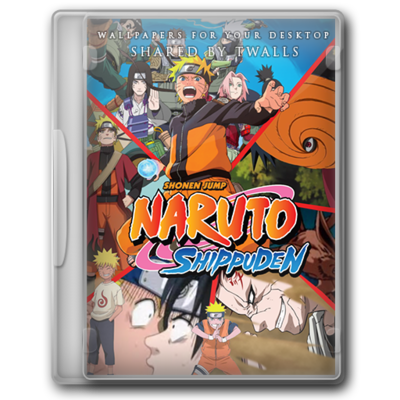 WALLPAPERS FOR YOUR DESKTOP
SHARED BY TWALLS
SHONEN JUMP
NARUTO
SHIPPUDEN